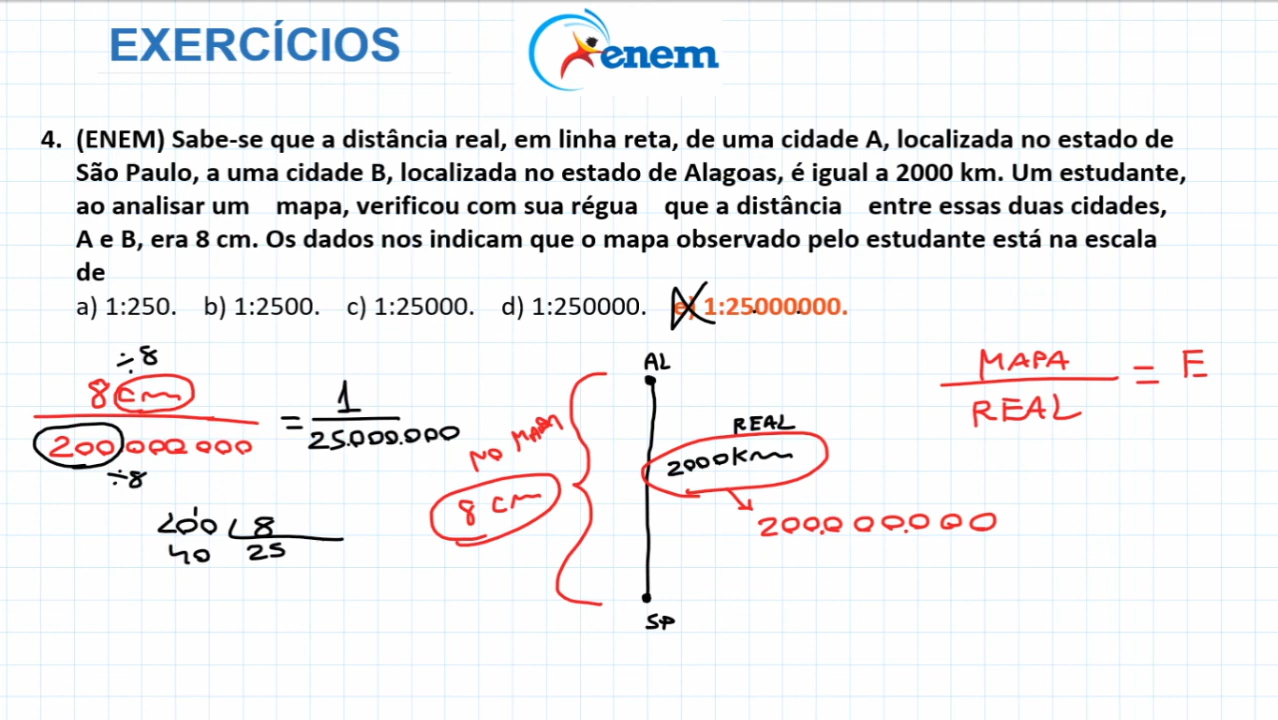 EXERCÍCIOS
enem
4. (ENEM) Sabe-se que a distância real, em linha reta, de uma cidade A, localizada no estado de
São Paulo, a uma cidade B, localizada no estado de Alagoas, é igual a 2000 km. Um estudante,
ao analisar um mapa, verificou com sua régua que a distância entre essas duas cidades,
A e B, era 8 cm. Os dados nos indicam que o mapa observado pelo estudante está na escala
de
a) 1:250. b) 1:2500. c) 1:25000. d) 1:250000. e) 1:25000000.
÷8
8 cm
200000000
÷8
= 1
25.000.000
200 8
40 25
NO MAPA
8 cm
AL
REAL
2000km
200.000.000
SP
MAPA
REAL
= E